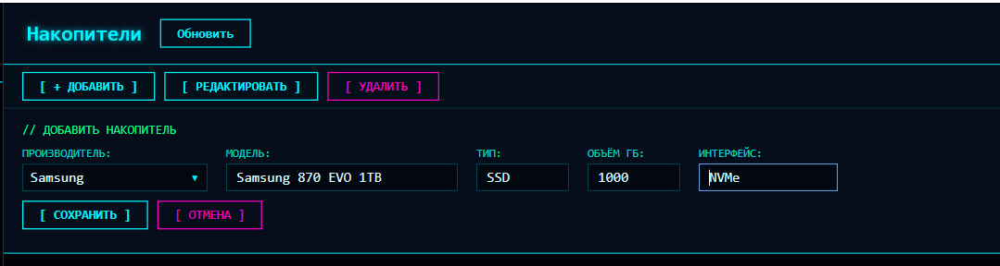 Накопители Обновить
[ + ДОБАВИТЬ ] [ РЕДАКТИРОВАТЬ ] [ УДАЛИТЬ ]
// ДОБАВИТЬ НАКОПИТЕЛЬ
ПРОИЗВОДИТЕЛЬ: МОДЕЛЬ: ТИП: ОБЪЁМ ГБ: ИНТЕРФЕЙС:
Samsung ▼ Samsung 870 EVO 1TB SSD 1000 NVMe
[ СОХРАНИТЬ ] [ ОТМЕНА ]